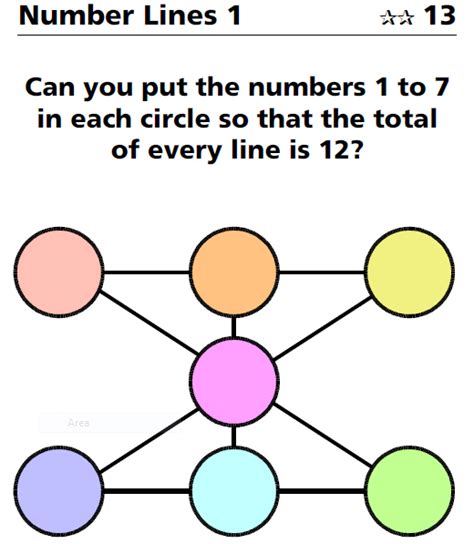 Number Lines 1 ☆☆ 13
Can you put the numbers 1 to 7
in each circle so that the total
of every line is 12?
Area